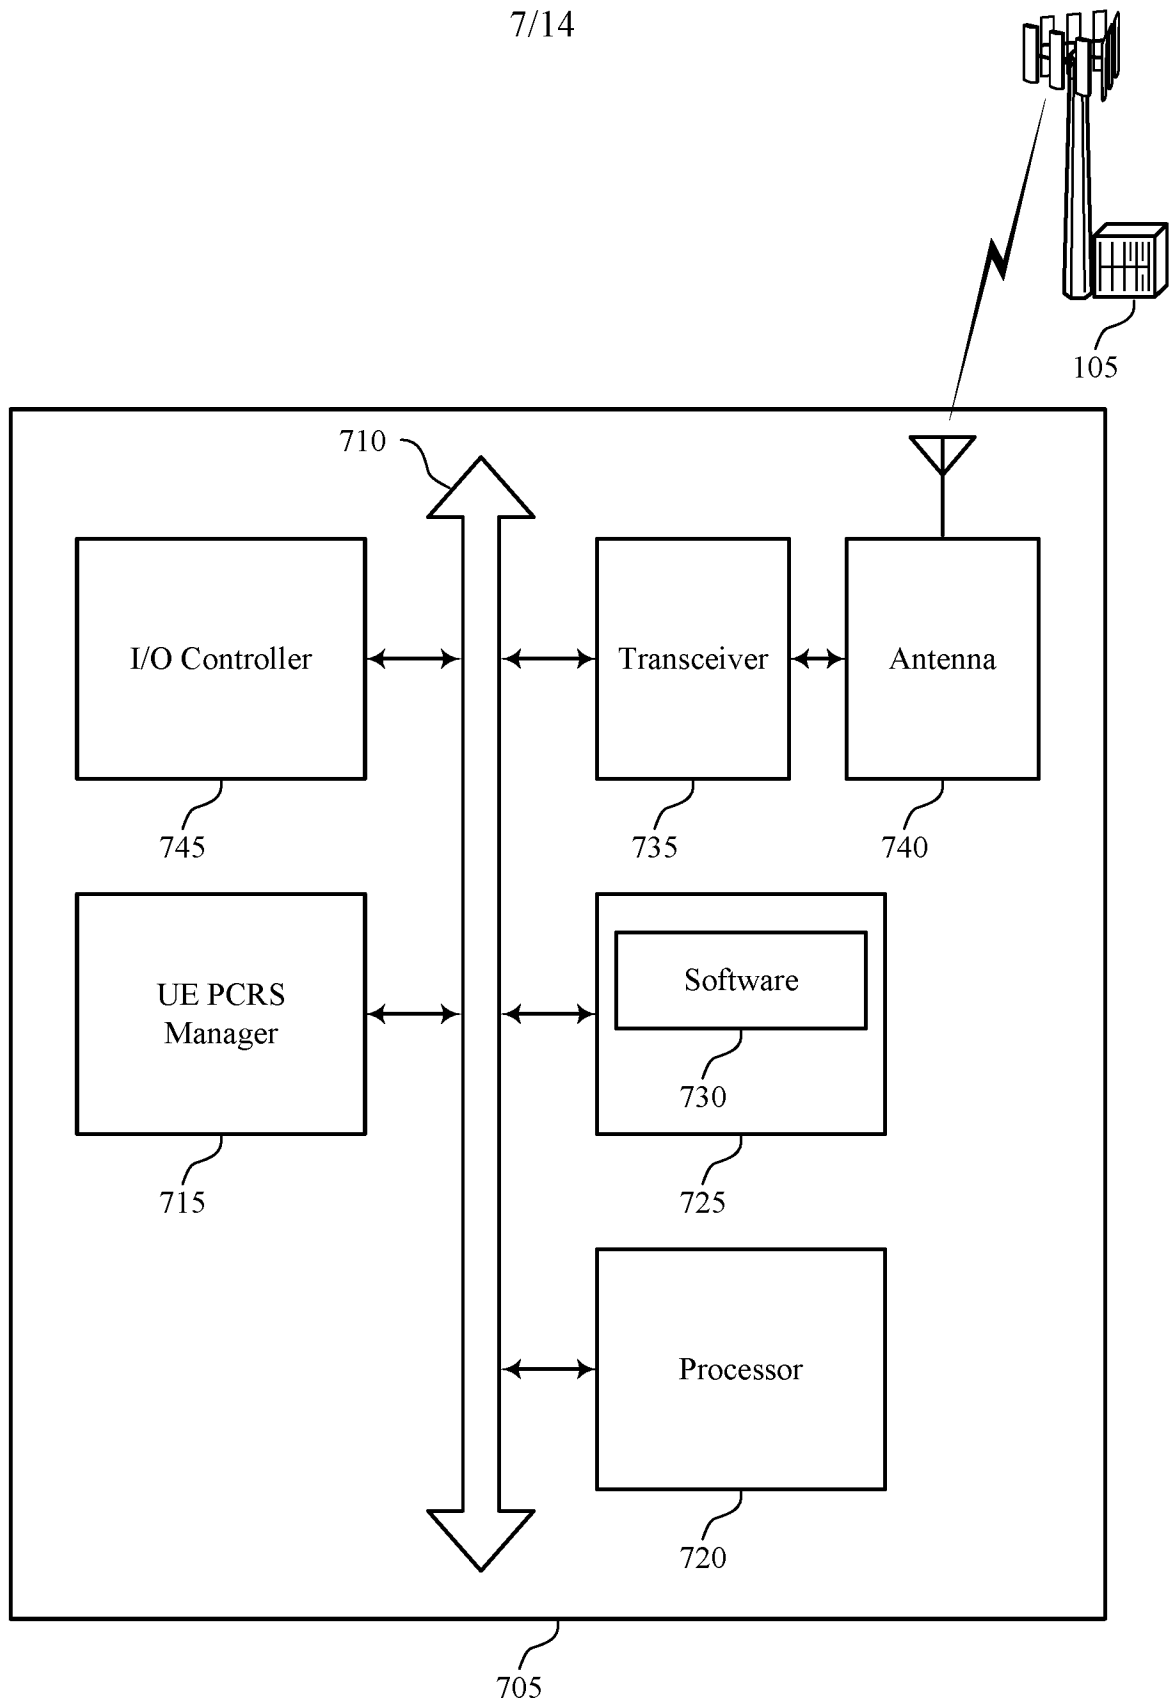 7/14
105
710
I/O Controller
Transceiver
Antenna
745
735
740
UE PCRS
Manager
Software
730
715
725
Processor
720
705